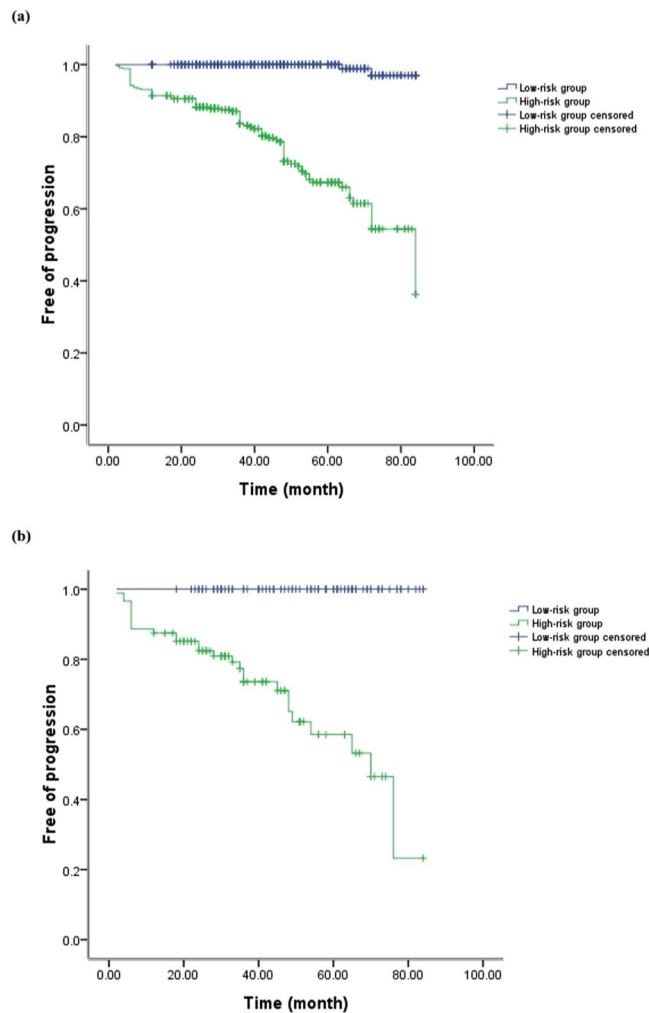 (a)
1.0
0.8
0.6
0.4
0.2
0.0
Free of progression
0.00 20.00 40.00 60.00 80.00 100.00
Time (month)
Low-risk group
High-risk group
Low-risk group censored
High-risk group censored
(b)
1.0
0.8
0.6
0.4
0.2
0.0
Free of progression
0.00 20.00 40.00 60.00 80.00 100.00
Time (month)
Low-risk group
High-risk group
Low-risk group censored
High-risk group censored